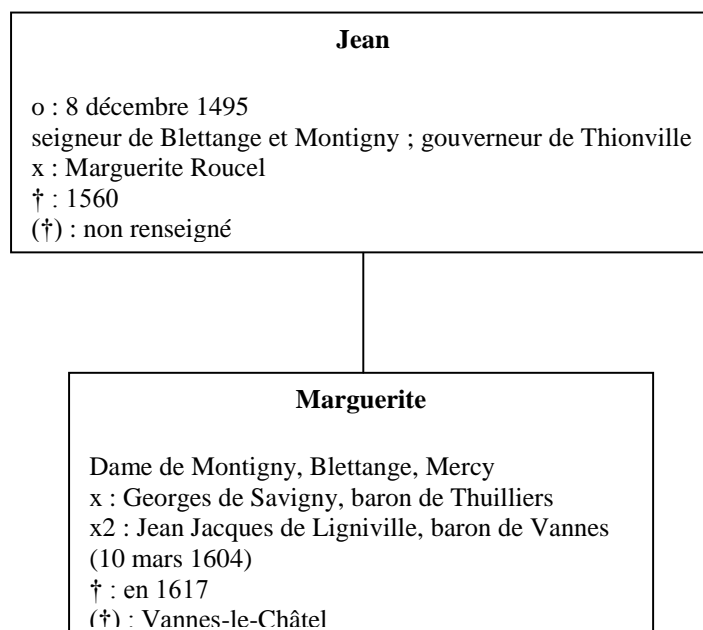 Jean
o : 8 décembre 1495
seigneur de Blettange et Montigny ; gouverneur de Thionville
x : Marguerite Roucel
† : 1560
(†) : non renseigné
Marguerite
Dame de Montigny, Blettange, Mercy
x : Georges de Savigny, baron de Thuilliers
x2 : Jean Jacques de Ligniville, baron de Vannes
(10 mars 1604)
† : en 1617
(†) : Vannes-le-Châtel